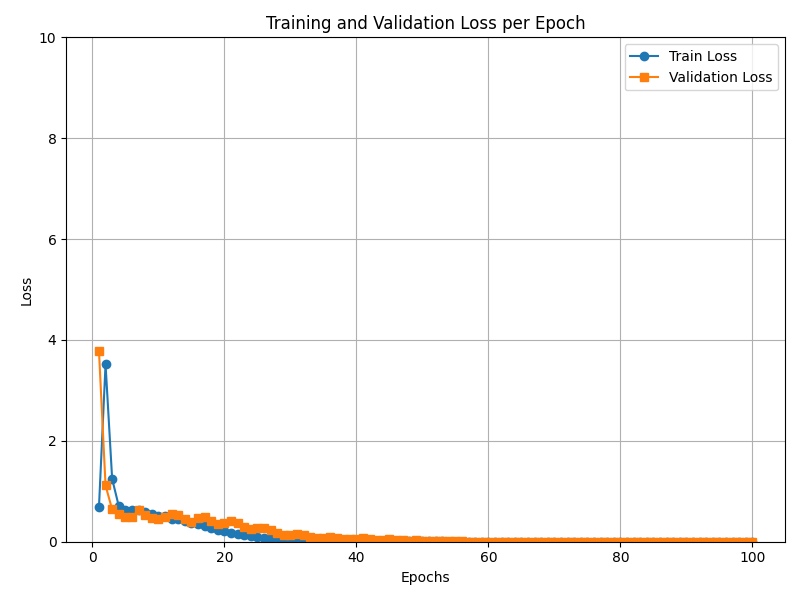 Training and Validation Loss per Epoch
Train Loss
Validation Loss
10
8
6
4
2
0
Loss
0 20 40 60 80 100
Epochs